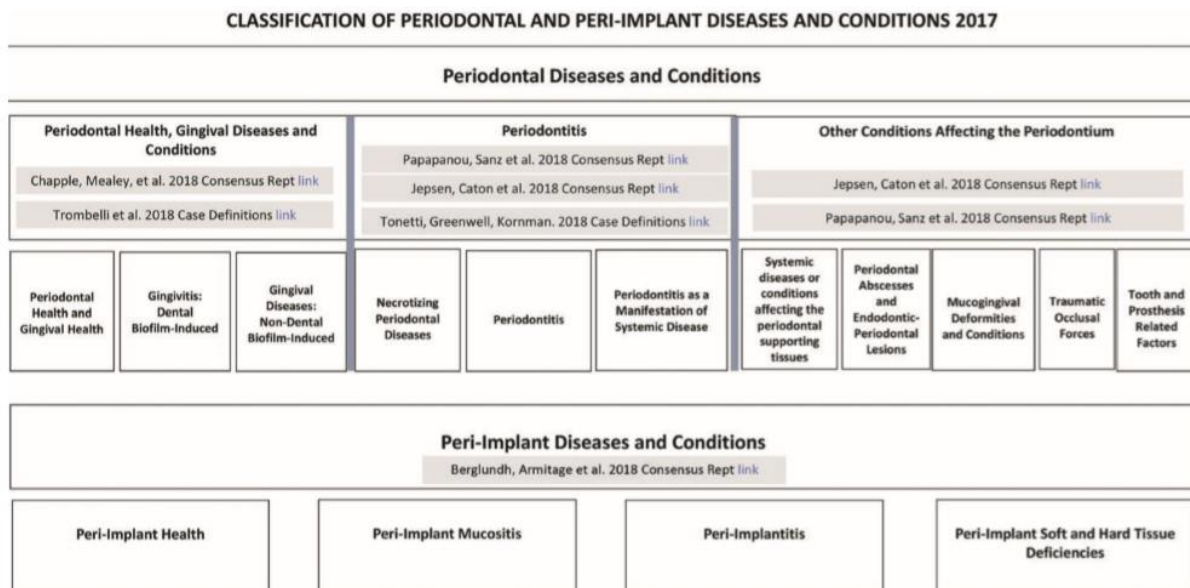 CLASSIFICATION OF PERIODONTAL AND PERI-IMPLANT DISEASES AND CONDITIONS 2017
Periodontal Diseases and Conditions
Periodontal Health, Gingival Diseases and
Conditions
Chapple, Mealey, et al. 2018 Consensus Rept link
Trombelli et al. 2018 Case Definitions link
Periodontitis
Papapanou, Sanz et al. 2018 Consensus Rept link
Jepsen, Caton et al. 2018 Consensus Rept link
Tonetti, Greenwell, Kornman. 2018 Case Definitions link
Other Conditions Affecting the Periodontium
Jepsen, Caton et al. 2018 Consensus Rept link
Papapanou, Sanz et al. 2018 Consensus Rept link
Periodontal
Health and
Gingival Health
Gingivitis:
Dental
Biofilm-Induced
Gingival
Diseases:
Non-Dental
Biofilm-Induced
Necrotizing
Periodontal
Diseases
Periodontitis
Periodontitis as a
Manifestation of
Systemic Disease
Systemic
diseases or
conditions
affecting the
periodontal
supporting
tissues
Periodontal
Abscesses
and
Endodontic-
Periodontal
Lesions
Mucogingival
Deformities
and Conditions
Traumatic
Occlusal
Forces
Tooth and
Prosthesis
Related
Factors
Peri-Implant Diseases and Conditions
Berglundh, Armitage et al. 2018 Consensus Rept link
Peri-Implant Health
Peri-Implant Mucositis
Peri-Implantitis
Peri-Implant Soft and Hard Tissue
Deficiencies